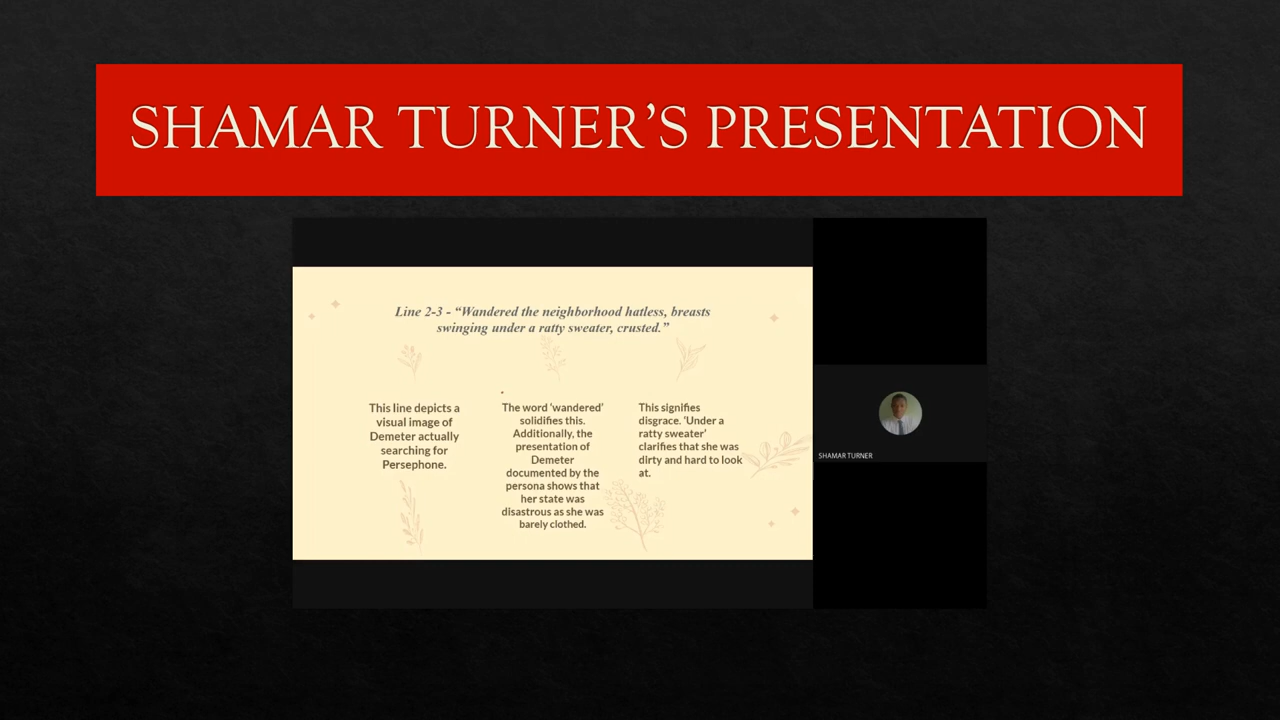 SHAMAR TURNER’S PRESENTATION
Line 2-3 - “Wandered the neighborhood hatless, breasts
swinging under a ratty sweater, crusted.”
This line depicts a
visual image of
Demeter actually
searching for
Persephone.
The word ‘wandered’
solidifies this.
Additionally, the
presentation of
Demeter
documented by the
persona shows that
her state was
disastrous as she was
barely clothed.
This signifies
disgrace. ‘Under a
ratty sweater’
clarifies that she was
dirty and hard to look
at.
SHAMAR TURNER